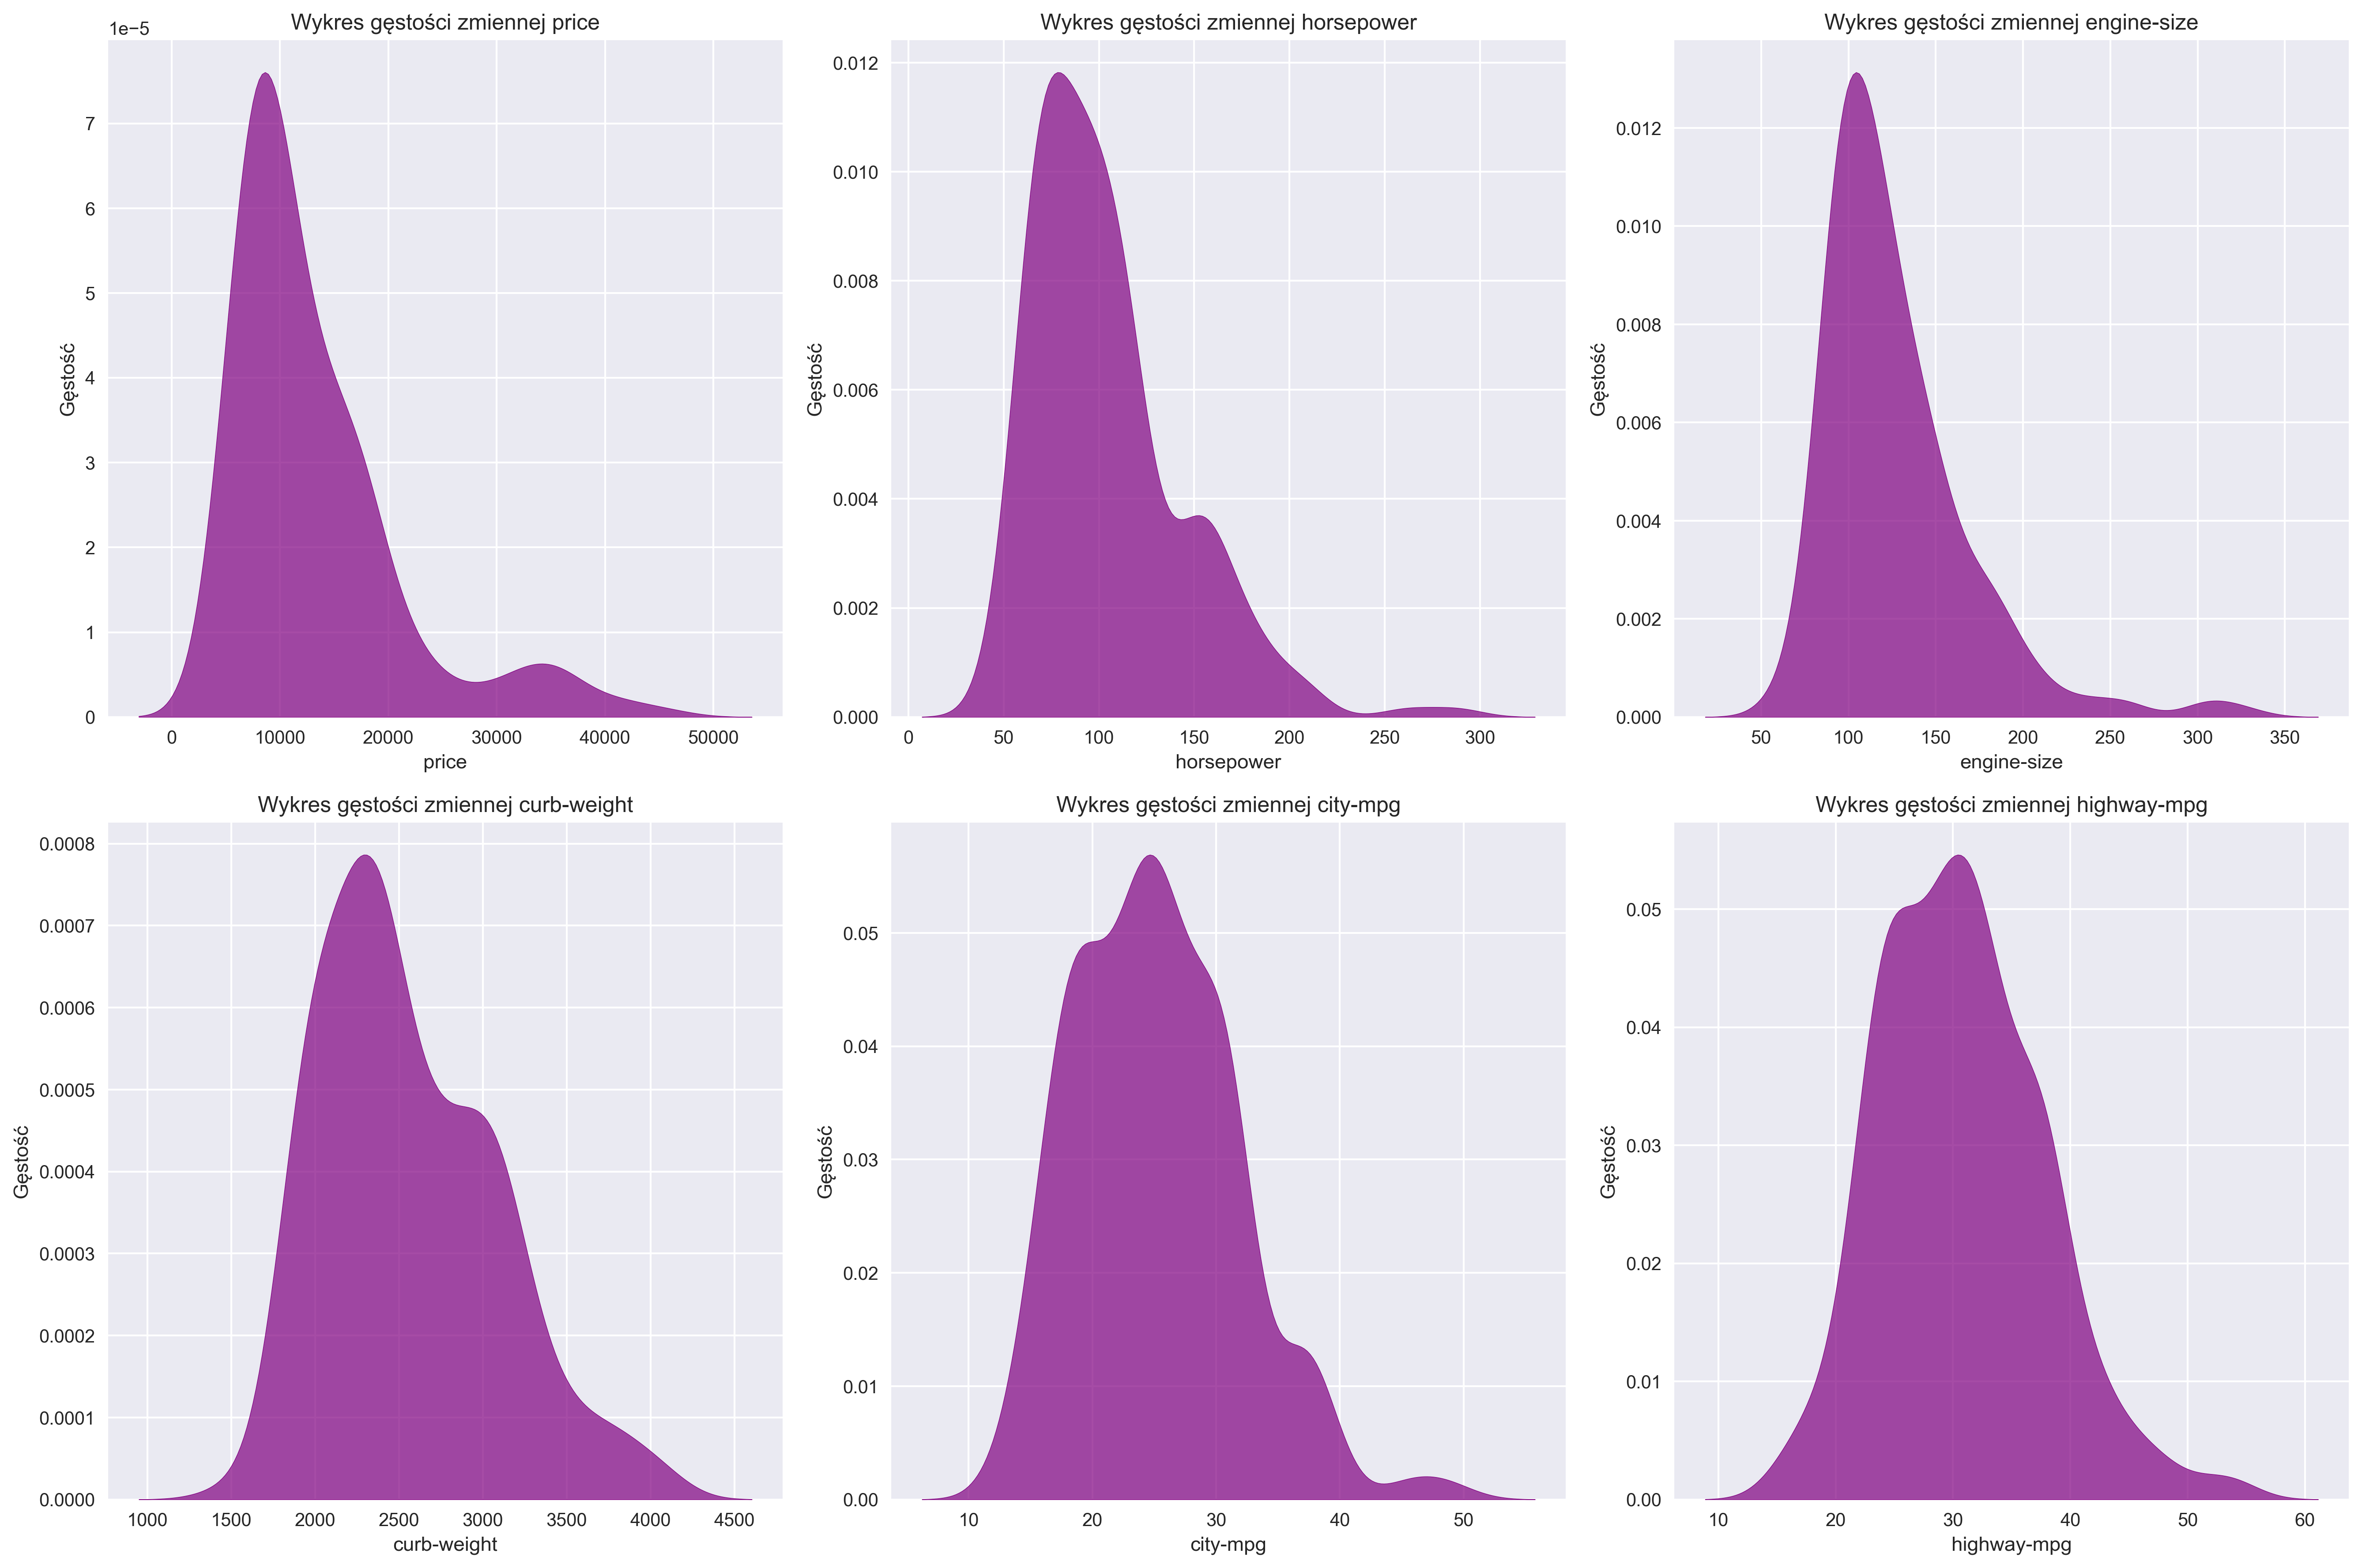 Wykres gęstości zmiennej price
1e−5
Gęstość
7
6
5
4
3
2
1
0
0 10000 20000 30000 40000 50000
price
Wykres gęstości zmiennej horsepower
Gęstość
0.012
0.010
0.008
0.006
0.004
0.002
0.000
0 50 100 150 200 250 300
horsepower
Wykres gęstości zmiennej engine-size
Gęstość
0.012
0.010
0.008
0.006
0.004
0.002
0.000
50 100 150 200 250 300 350
engine-size
Wykres gęstości zmiennej curb-weight
Gęstość
0.0008
0.0007
0.0006
0.0005
0.0004
0.0003
0.0002
0.0001
0.0000
1000 1500 2000 2500 3000 3500 4000 4500
curb-weight
Wykres gęstości zmiennej city-mpg
Gęstość
0.05
0.04
0.03
0.02
0.01
0.00
10 20 30 40 50
city-mpg
Wykres gęstości zmiennej highway-mpg
Gęstość
0.05
0.04
0.03
0.02
0.01
0.00
10 20 30 40 50 60
highway-mpg